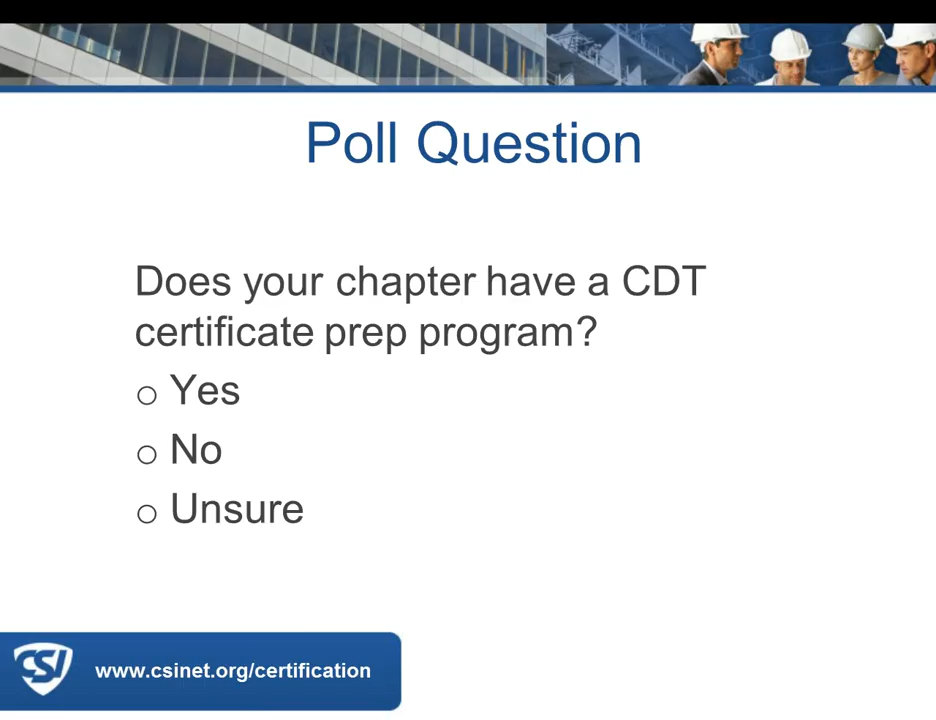 Poll Question
Does your chapter have a CDT
certificate prep program?
o Yes
o No
o Unsure
CSI www.csinet.org/certification